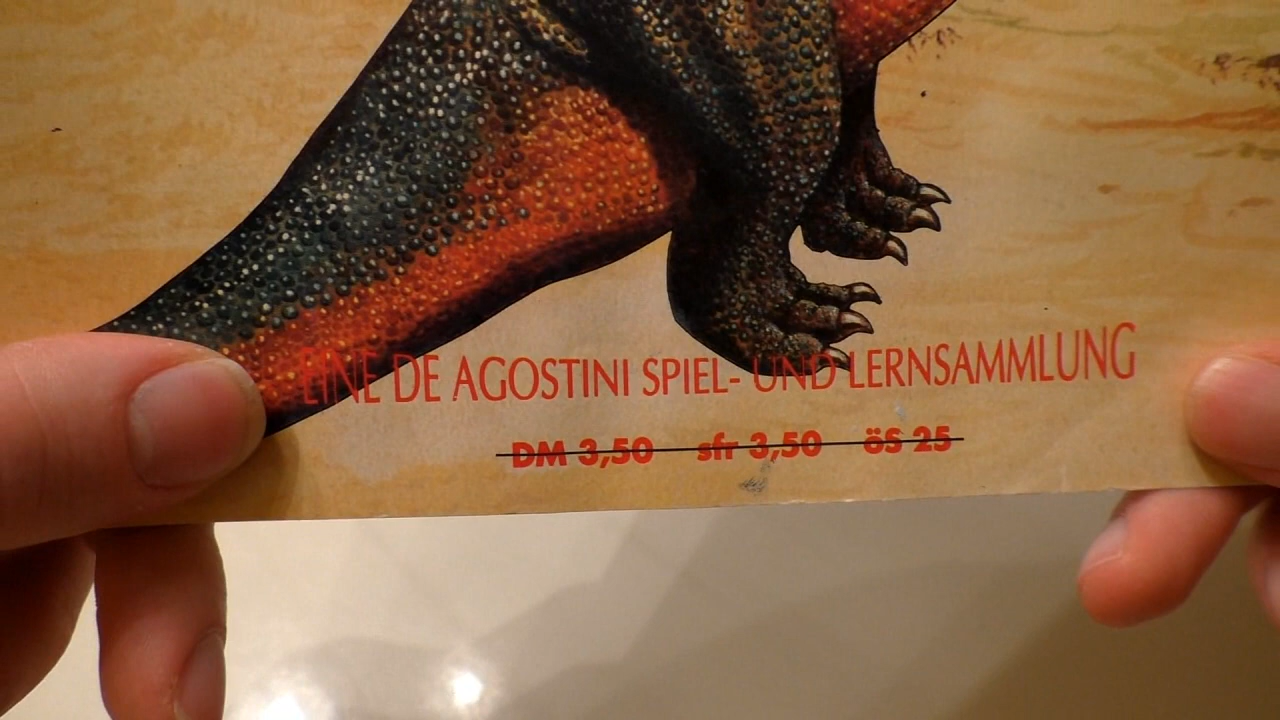 EINE DE AGOSTINI SPIEL- UND LERNSAMMLUNG
DM 3,50 sfr 3,50 öS 25